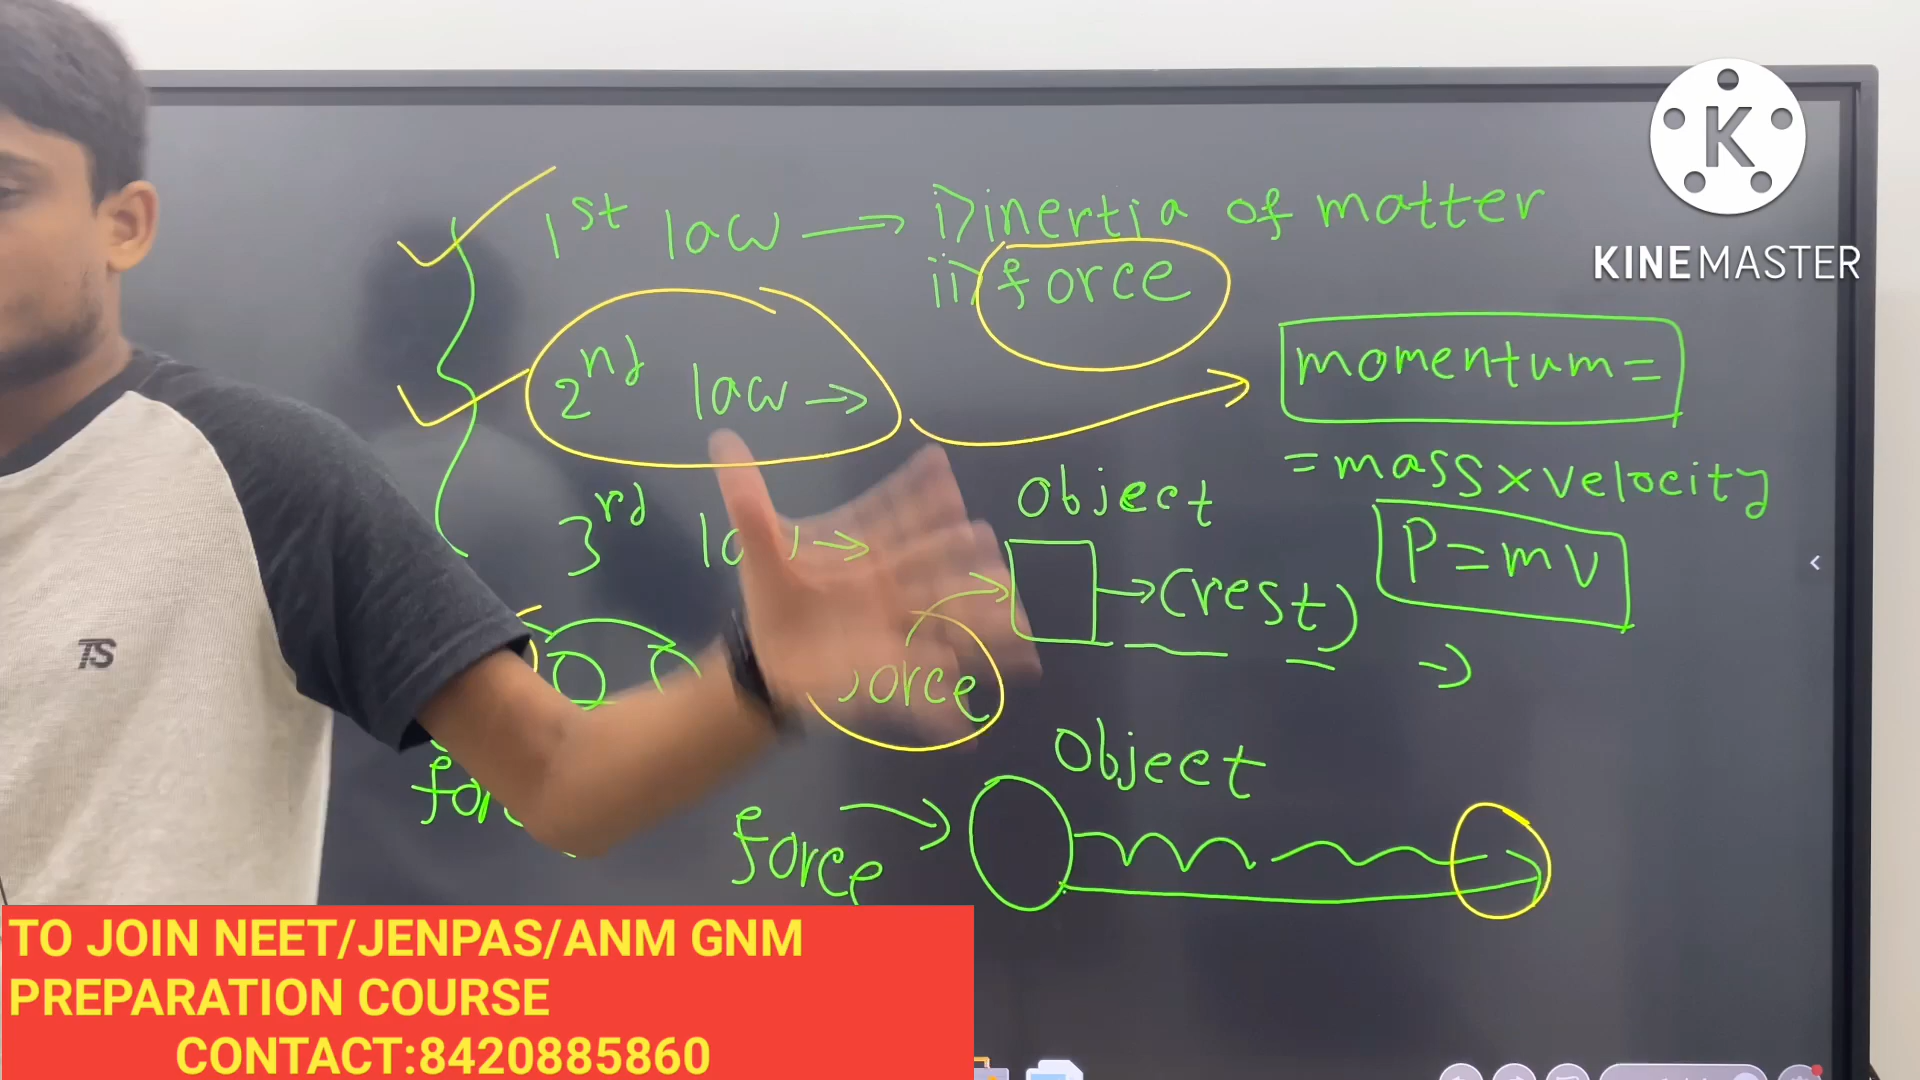 1st law → i) inertia of matter
ii) force
2nd law →
momentum =
= mass x velocity
P = mv
3rd →
object
→ (rest) →
force
object
force
TS
K
KINEMASTER
TO JOIN NEET/JENPAS/ANM GNM
PREPARATION COURSE
CONTACT:8420885860